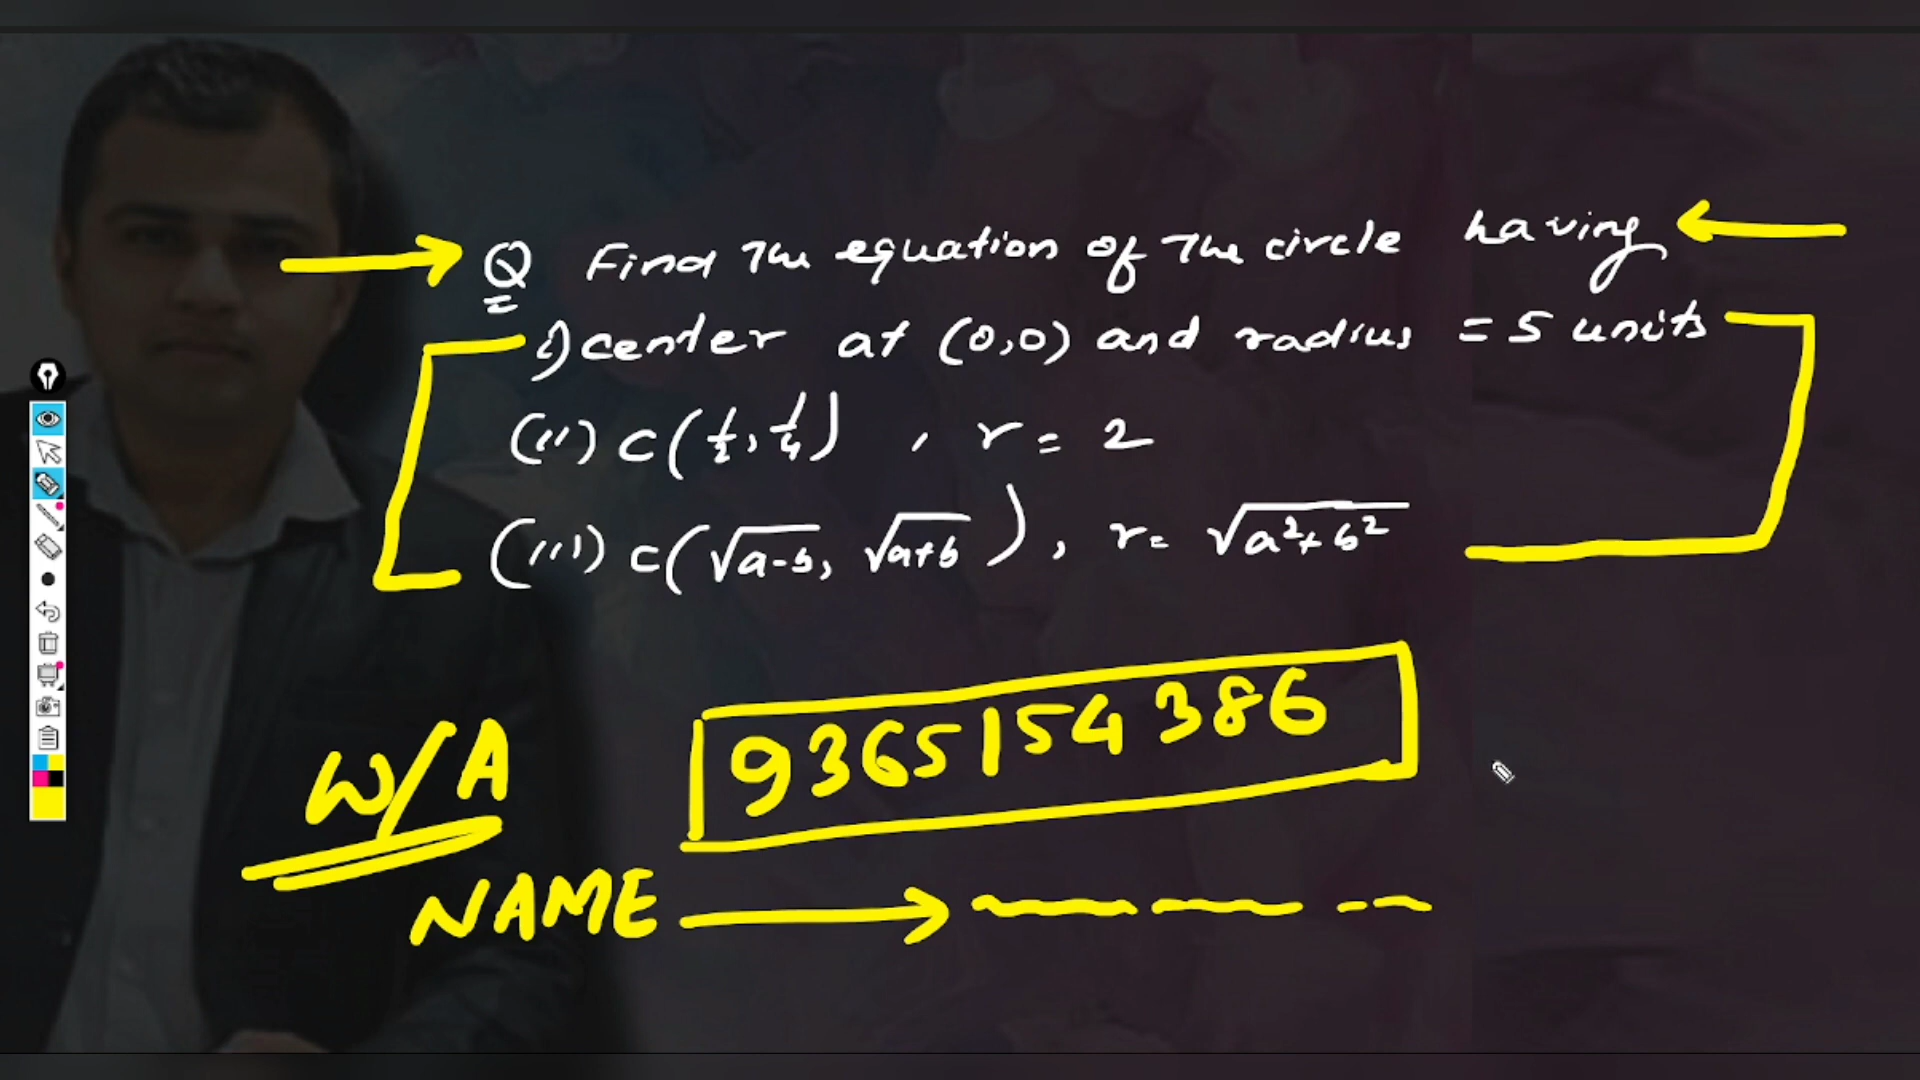 Q Find The equation of The circle having
i) center at (0,0) and radius = 5 units
(ii) C(1/2, 1/4) , r = 2
(iii) C(√a-b, √a+b), r = √a²+b²
W/A 9365154386
NAME